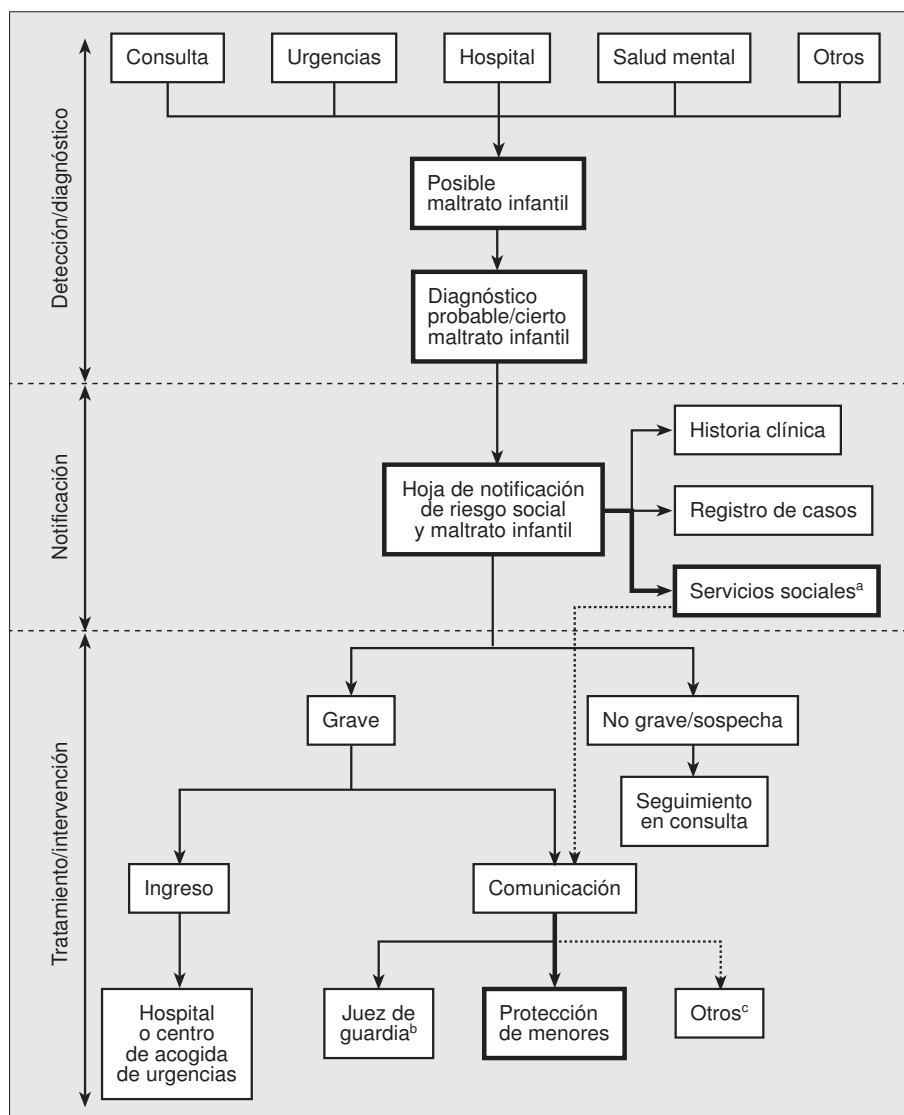 Consulta
Urgencias
Hospital
Salud mental
Otros
Detección/diagnóstico
Posible
maltrato infantil
Diagnóstico
probable/cierto
maltrato infantil
Notificación
Hoja de notificación
de riesgo social
y maltrato infantil
Historia clínica
Registro de casos
Servicios socialesᵃ
Tratamiento/intervención
Grave
No grave/sospecha
Seguimiento
en consulta
Ingreso
Comunicación
Hospital
o centro
de acogida
de urgencias
Juez de
guardiaᵇ
Protección
de menores
Otrosᶜ